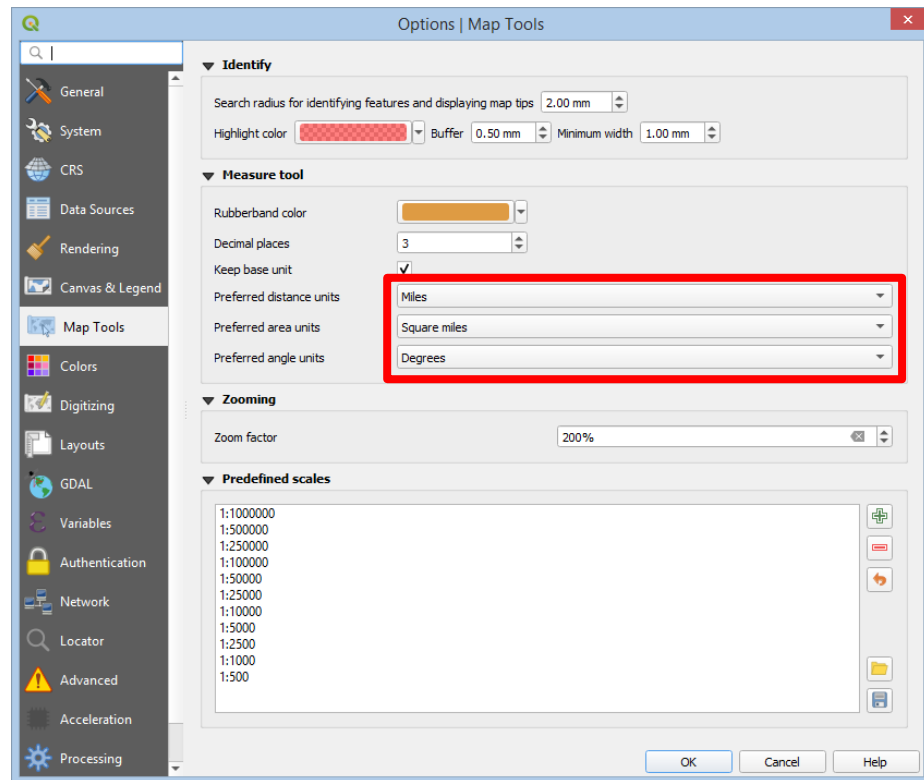 Options | Map Tools
General
System
CRS
Data Sources
Rendering
Canvas & Legend
Map Tools
Colors
Digitizing
Layouts
GDAL
Variables
Authentication
Network
Locator
Advanced
Acceleration
Processing
Identify
Search radius for identifying features and displaying map tips 2.00 mm
Highlight color Buffer 0.50 mm Minimum width 1.00 mm
Measure tool
Rubberband color
Decimal places 3
Keep base unit
Preferred distance units Miles
Preferred area units Square miles
Preferred angle units Degrees
Zooming
Zoom factor 200%
Predefined scales
1:1000000
1:500000
1:250000
1:100000
1:50000
1:25000
1:10000
1:5000
1:2500
1:1000
1:500
OK Cancel Help